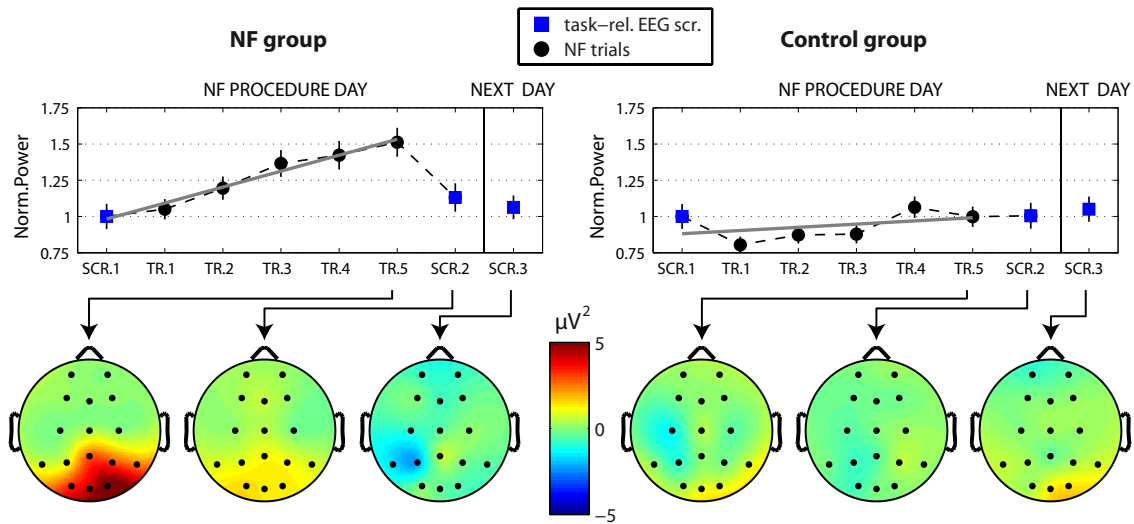 NF group
task−rel. EEG scr.
NF trials
Control group
NF PROCEDURE DAY
NEXT DAY
1.75
1.5
1.25
1
0.75
Norm.Power
SCR.1
TR.1
TR.2
TR.3
TR.4
TR.5
SCR.2
SCR.3
NF PROCEDURE DAY
NEXT DAY
1.75
1.5
1.25
1
0.75
Norm.Power
SCR.1
TR.1
TR.2
TR.3
TR.4
TR.5
SCR.2
SCR.3
μV²
5
0
−5